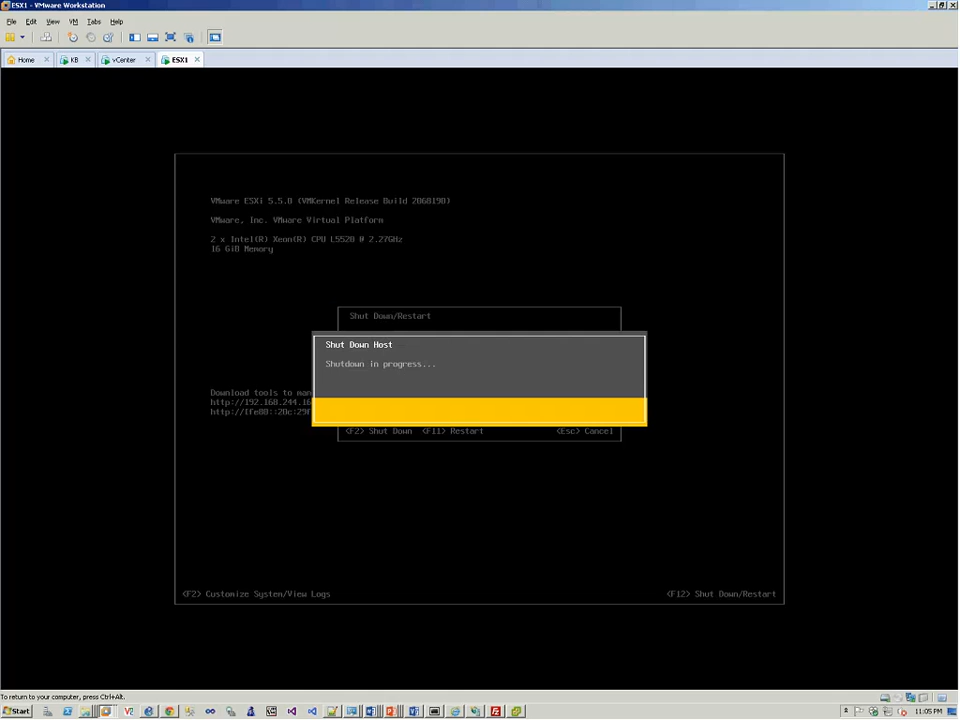 ESX1 - VMware Workstation
File Edit View VM Tabs Help
Home KB vCenter ESX1
VMware ESXi 5.5.0 (VMKernel Release Build 2068190)
VMware, Inc. VMware Virtual Platform
2 x Intel(R) Xeon(R) CPU L5520 @ 2.27GHz
16 GiB Memory
Shut Down/Restart
Shut Down Host
Shutdown in progress...
Download tools to man
http://192.168.244.16
http://[fe80::20c:29f
<F2> Shut Down <F11> Restart <Esc> Cancel
<F2> Customize System/View Logs <F12> Shut Down/Restart
To return to your computer, press Ctrl+Alt.
Start 11:05 PM